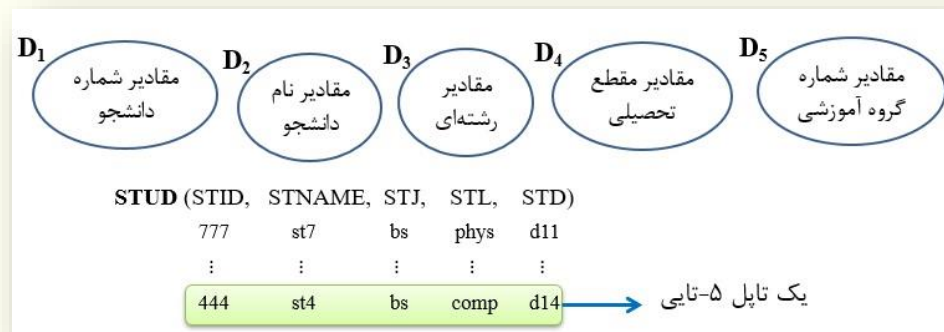 D1 D2 D3 D4 D5
مقادیر شماره دانشجو
مقادیر نام دانشجو
مقادیر رشته‌ای
مقادیر مقطع تحصیلی
مقادیر شماره گروه آموزشی
STUD (STID, STNAME, STJ, STL, STD)
777 st7 bs phys d11
⋮ ⋮ ⋮ ⋮ ⋮
444 st4 bs comp d14
یک تاپل ۵-تایی